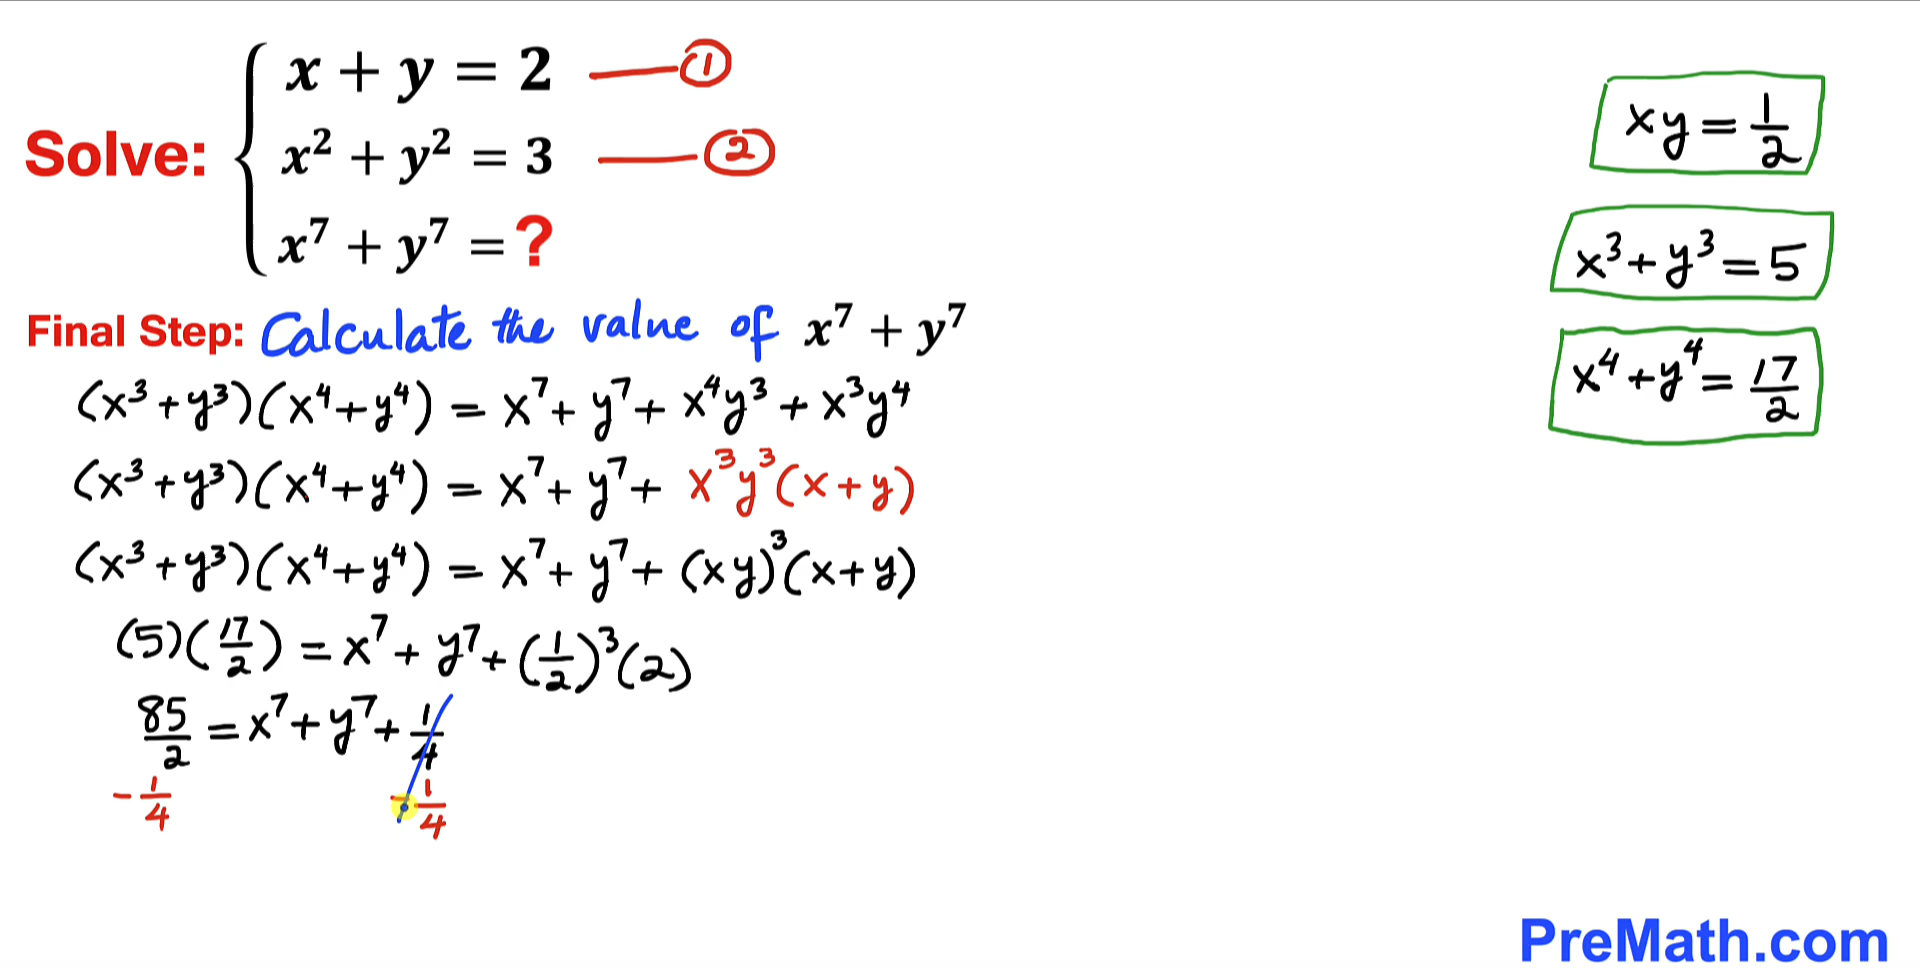 x + y = 2 ①
Solve: x² + y² = 3 ②
x⁷ + y⁷ = ?
xy = 1/2
x³ + y³ = 5
x⁴ + y⁴ = 17/2
Final Step: Calculate the value of x⁷ + y⁷
(x³ + y³)(x⁴ + y⁴) = x⁷ + y⁷ + x⁴y³ + x³y⁴
(x³ + y³)(x⁴ + y⁴) = x⁷ + y⁷ + x³y³(x + y)
(x³ + y³)(x⁴ + y⁴) = x⁷ + y⁷ + (xy)³(x + y)
(5)(17/2) = x⁷ + y⁷ + (1/2)³(2)
85/2 = x⁷ + y⁷ + 1/4
- 1/4 - 1/4
PreMath.com